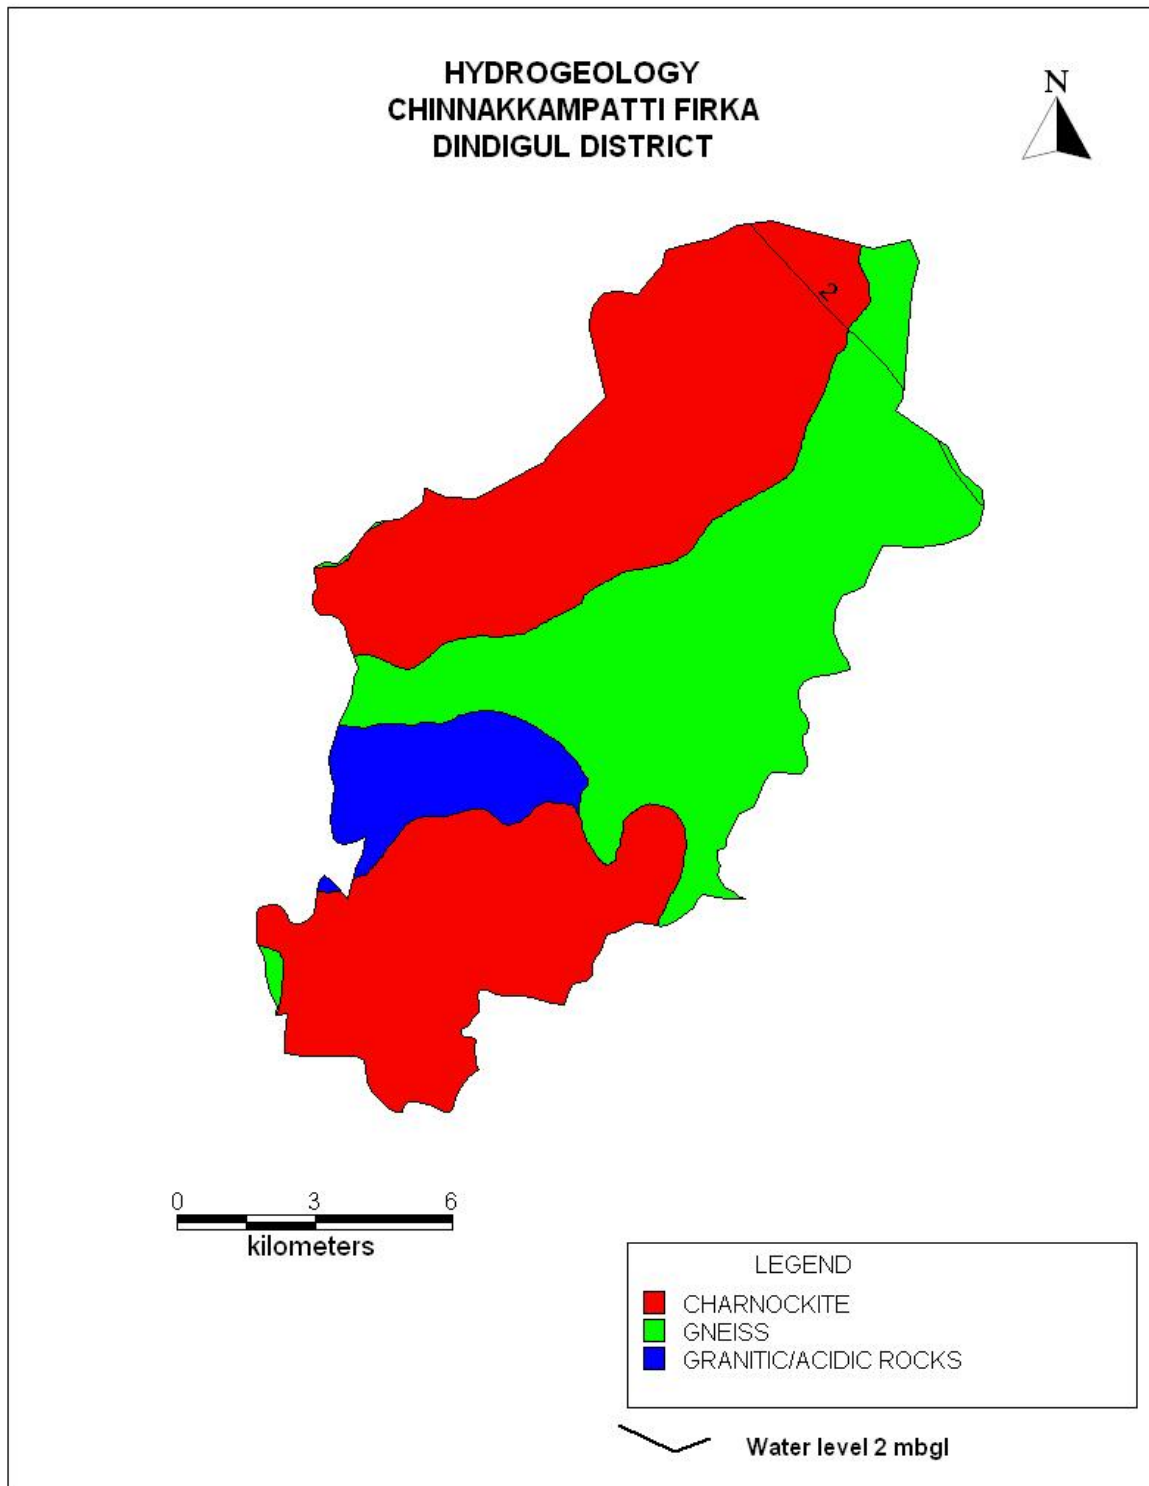 HYDROGEOLOGY
CHINNAKKAMPATTI FIRKA
DINDIGUL DISTRICT
N
2
0 3 6
kilometers
LEGEND
CHARNOCKITE
GNEISS
GRANITIC/ACIDIC ROCKS
Water level 2 mbgl